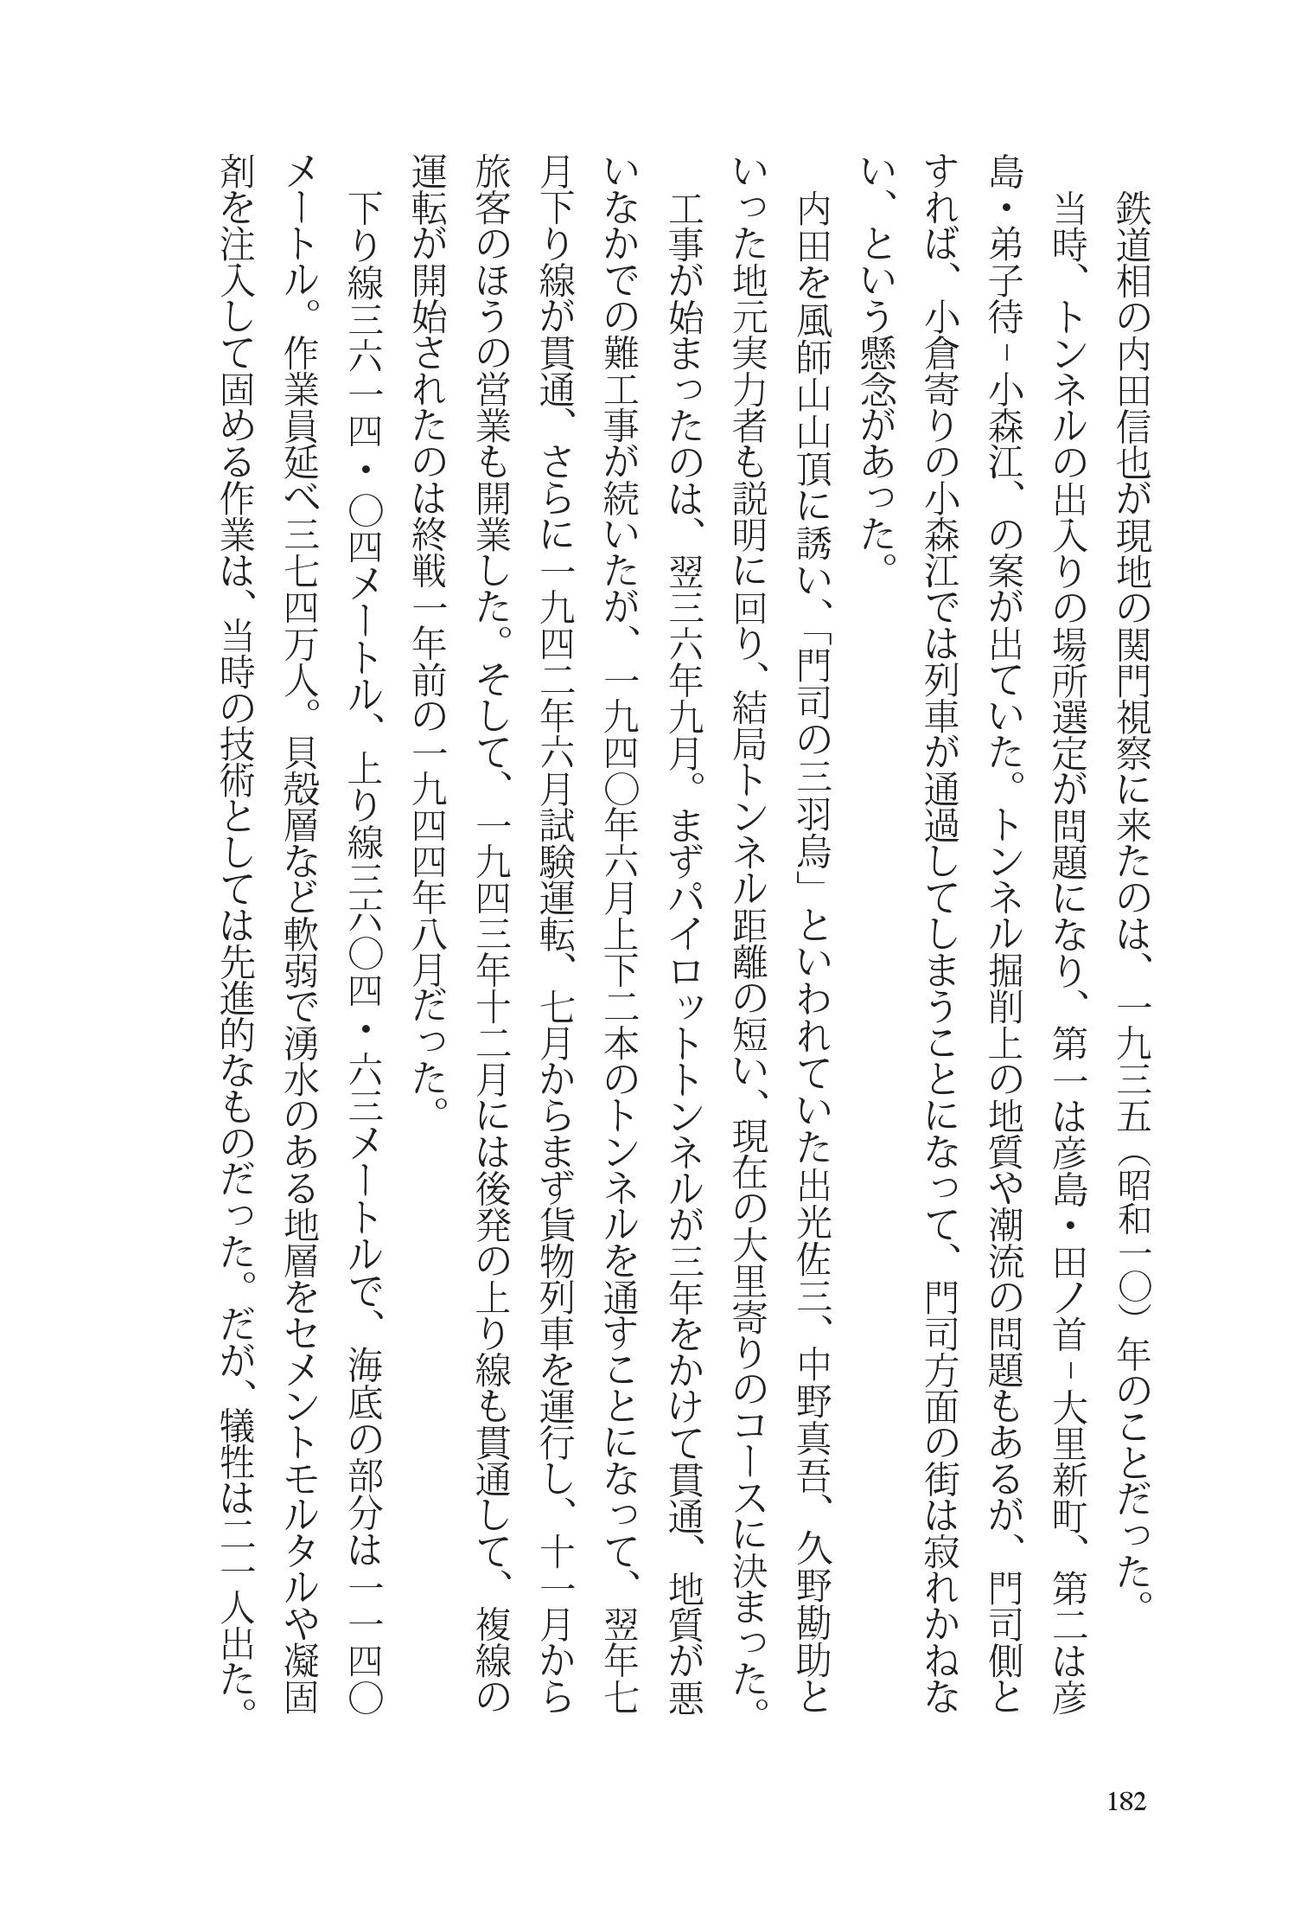 鉄道相の内田信也が現地の関門視察に来たのは、一九三五（昭和一〇）年のことだった。
　当時、トンネルの出入りの場所選定が問題になり、第一は彦島・田ノ首－大里新町、第二は彦
島・弟子待－小森江、の案が出ていた。トンネル掘削上の地質や潮流の問題もあるが、門司側と
すれば、小倉寄りの小森江では列車が通過してしまうことになって、門司方面の街は寂れかねな
い、という懸念があった。
　内田を風師山山頂に誘い、「門司の三羽烏」といわれていた出光佐三、中野真吾、久野勘助と
いった地元実力者も説明に回り、結局トンネル距離の短い、現在の大里寄りのコースに決まった。
　工事が始まったのは、翌三六年九月。まずパイロットトンネルが三年をかけて貫通、地質が悪
いなかでの難工事が続いたが、一九四〇年六月上下二本のトンネルを通すことになって、翌年七
月下り線が貫通、さらに一九四二年六月試験運転、七月からまず貨物列車を運行し、十一月から
旅客のほうの営業も開業した。そして、一九四三年十二月には後発の上り線も貫通して、複線の
運転が開始されたのは終戦一年前の一九四四年八月だった。
　下り線三六一四・〇四メートル、上り線三六〇四・六三メートルで、海底の部分は一一四〇
メートル。作業員延べ三七四万人。貝殻層など軟弱で湧水のある地層をセメントモルタルや凝固
剤を注入して固める作業は、当時の技術としては先進的なものだった。だが、犠牲は二一人出た。
182